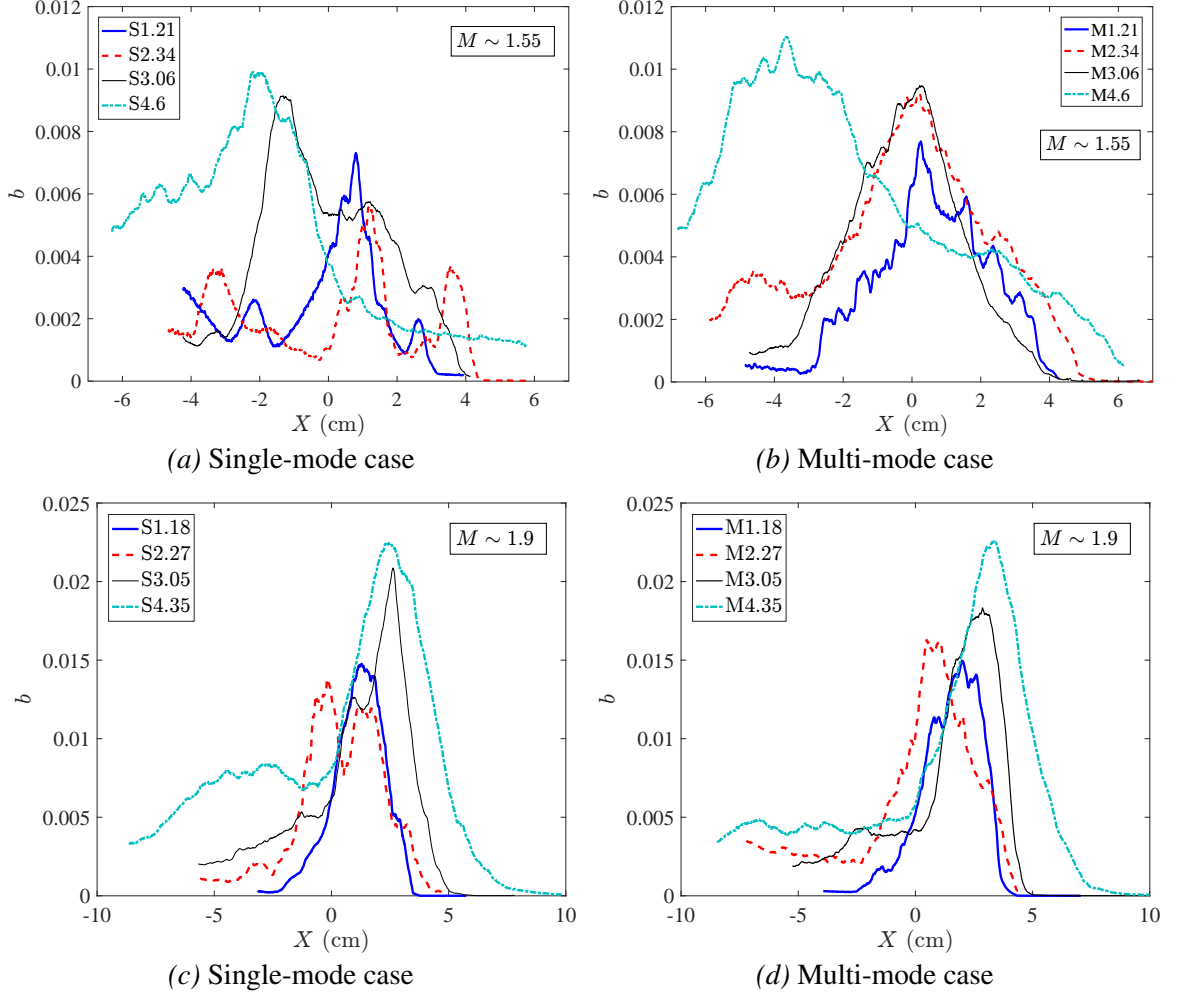 S1.21
S2.34
S3.06
S4.6
M ∼ 1.55
0.01
0.008
0.006
0.004
0.002
0
b
-6 -4 -2 0 2 4 6
X (cm)
(a) Single-mode case
M1.21
M2.34
M3.06
M4.6
M ∼ 1.55
0.01
0.008
0.006
0.004
0.002
0
b
-6 -4 -2 0 2 4 6
X (cm)
(b) Multi-mode case
0.025
0.02
0.015
0.01
0.005
0
b
S1.18
S2.27
S3.05
S4.35
M ∼ 1.9
-10 -5 0 5 10
X (cm)
(c) Single-mode case
0.025
0.02
0.015
0.01
0.005
0
b
M1.18
M2.27
M3.05
M4.35
M ∼ 1.9
-10 -5 0 5 10
X (cm)
(d) Multi-mode case